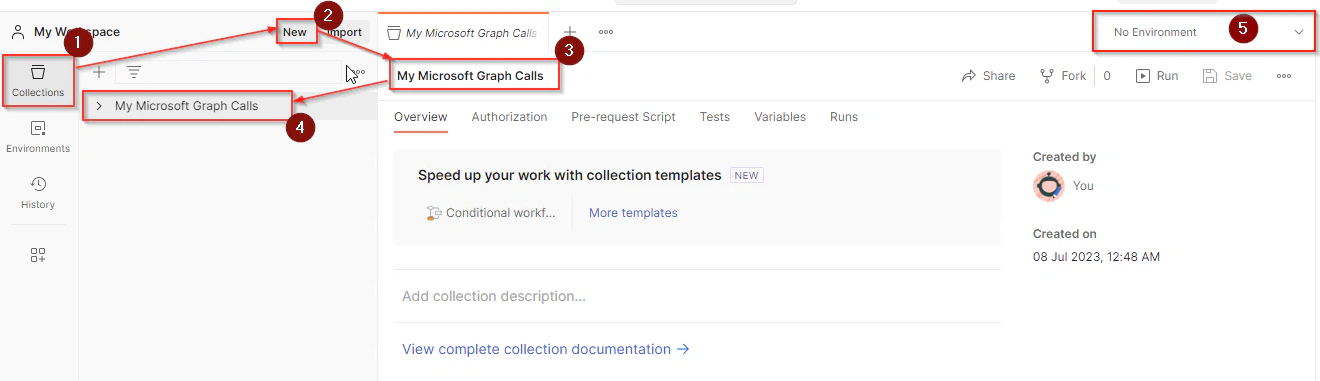 My Workspace
New
Import
My Microsoft Graph Calls
No Environment
1
2
3
4
5
Collections
Environments
History
My Microsoft Graph Calls
My Microsoft Graph Calls
Share
Fork
0
Run
Save
Overview
Authorization
Pre-request Script
Tests
Variables
Runs
Speed up your work with collection templates NEW
Conditional workf...
More templates
Add collection description...
View complete collection documentation →
Created by
You
Created on
08 Jul 2023, 12:48 AM